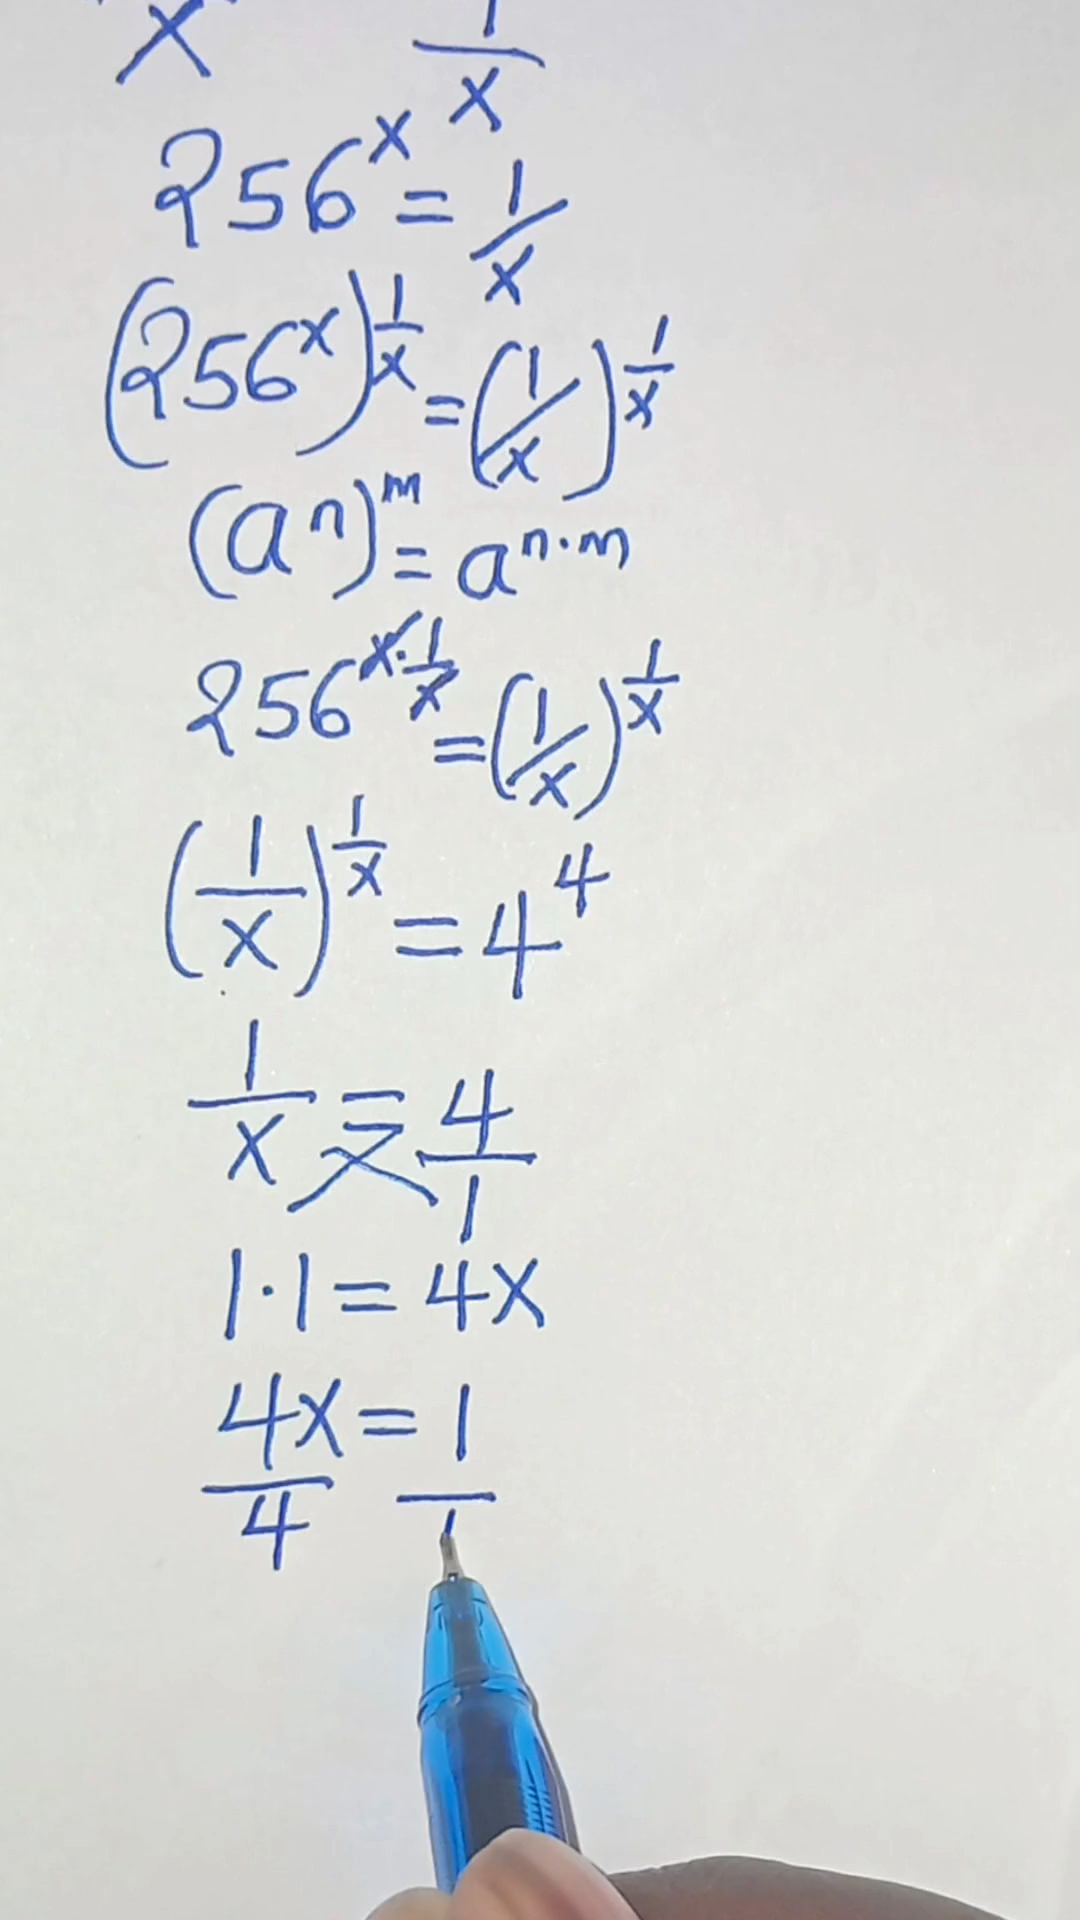 x 1/x
256^x = 1/x
(256^x)^1/x = (1/x)^1/x
(a^n)^m = a^n·m
256^x·1/x = (1/x)^1/x
(1/x)^1/x = 4^4
1/x = 4/1
1·1 = 4x
4x = 1
4